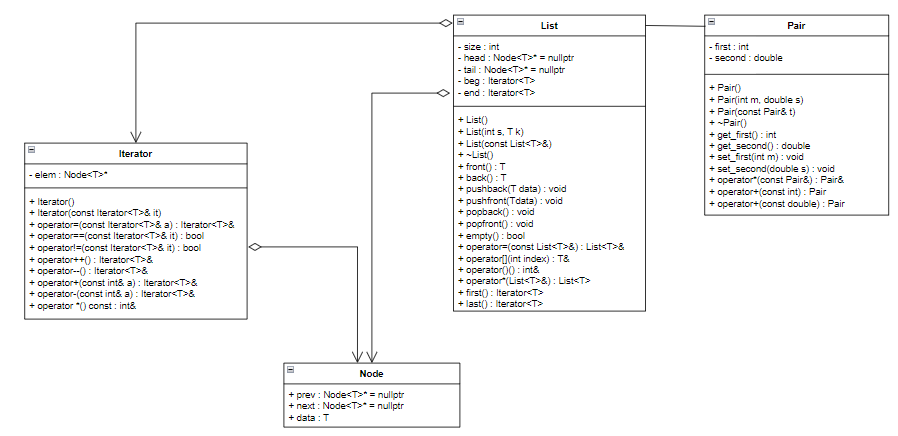 List
- size : int
- head : Node<T>* = nullptr
- tail : Node<T>* = nullptr
- beg : Iterator<T>
- end : Iterator<T>
+ List()
+ List(int s, T k)
+ List(const List<T>&)
+ ~List()
+ front() : T
+ back() : T
+ pushback(T data) : void
+ pushfront(Tdata) : void
+ popback() : void
+ popfront() : void
+ empty() : bool
+ operator=(const List<T>&) : List<T>&
+ operator[](int index) : T&
+ operator()() : int&
+ operator*(List<T>&) : List<T>
+ first() : Iterator<T>
+ last() : Iterator<T>
Pair
- first : int
- second : double
+ Pair()
+ Pair(int m, double s)
+ Pair(const Pair& t)
+ ~Pair()
+ get_first() : int
+ get_second() : double
+ set_first(int m) : void
+ set_second(double s) : void
+ operator*(const Pair&) : Pair&
+ operator+(const int) : Pair
+ operator+(const double) : Pair
Iterator
- elem : Node<T>*
+ Iterator()
+ Iterator(const Iterator<T>& it)
+ operator=(const Iterator<T>& a) : Iterator<T>&
+ operator==(const Iterator<T>& it) : bool
+ operator!=(const Iterator<T>& it) : bool
+ operator++() : Iterator<T>&
+ operator--() : Iterator<T>&
+ operator+(const int& a) : Iterator<T>&
+ operator-(const int& a) : Iterator<T>&
+ operator *() const : int&
Node
+ prev : Node<T>* = nullptr
+ next : Node<T>* = nullptr
+ data : T